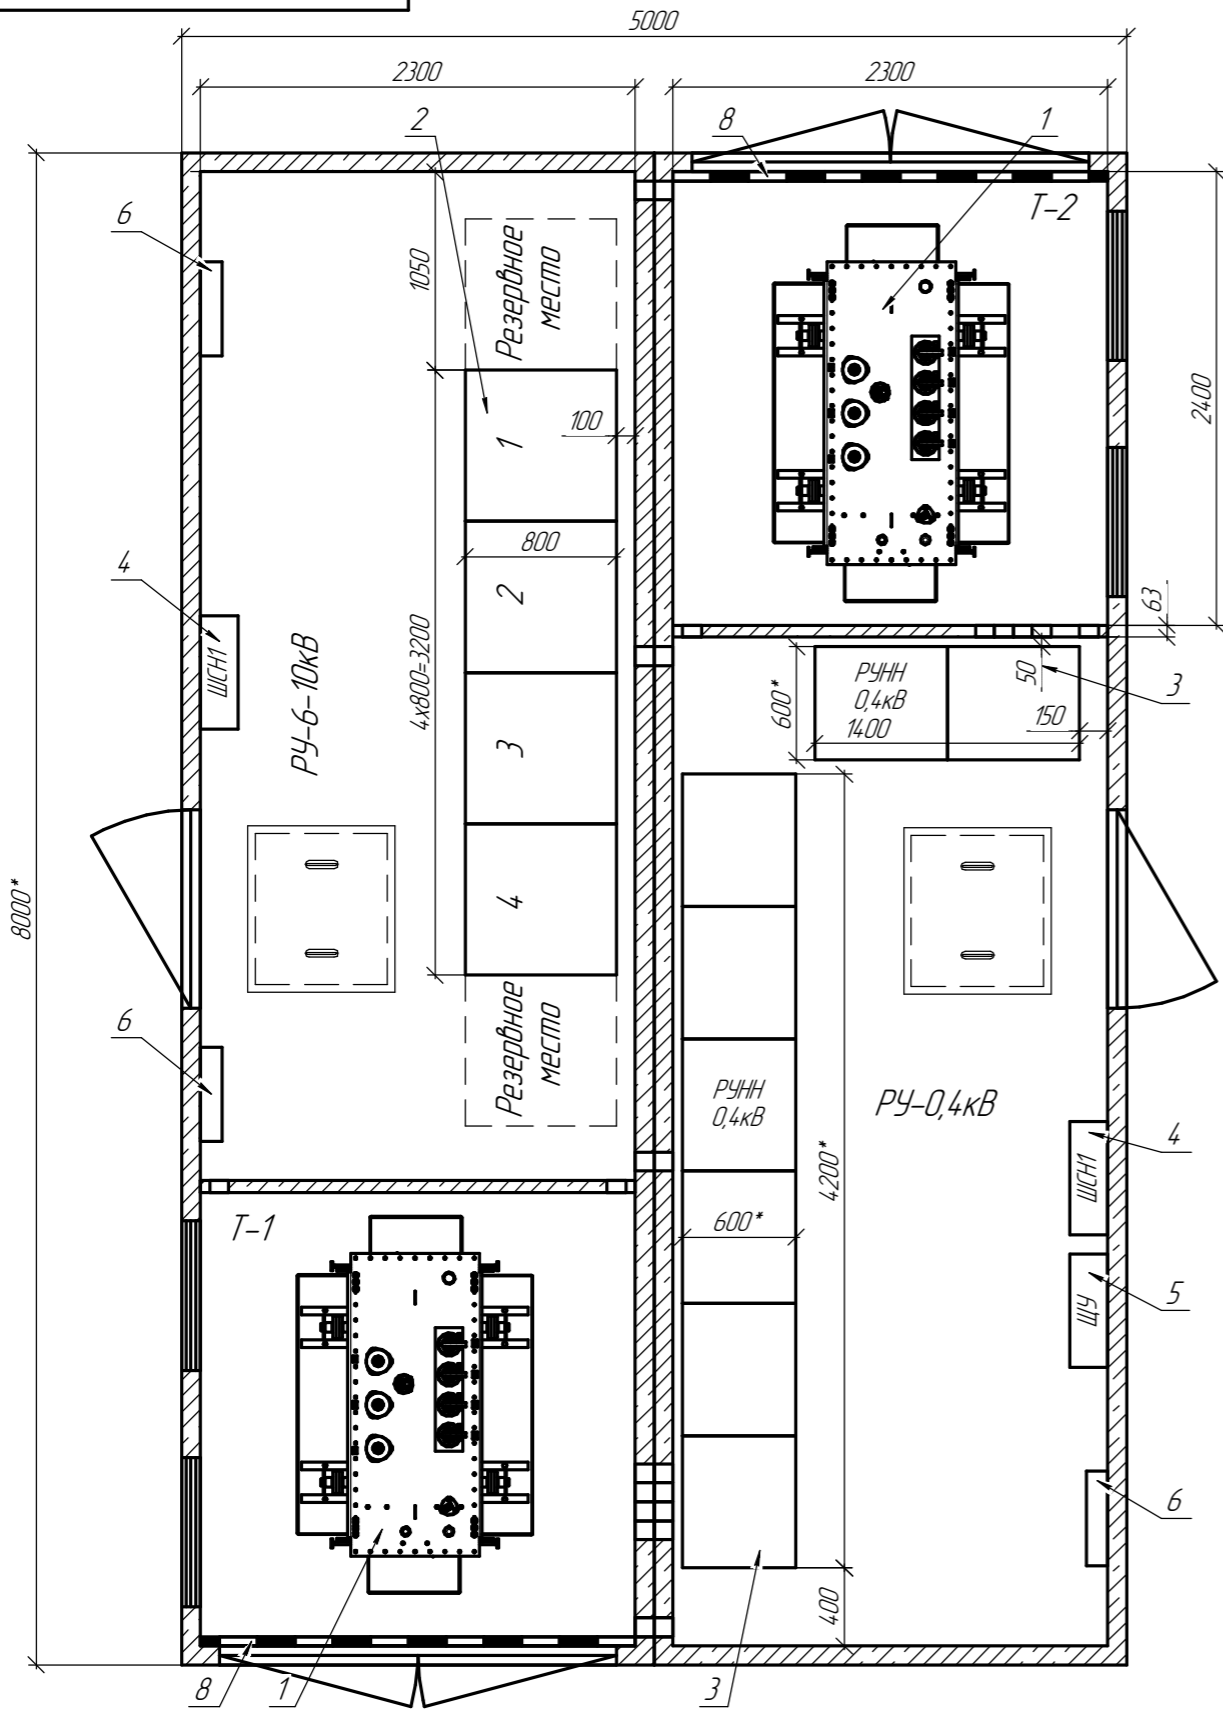 5000
2300
2300
2
8
1
6
Т-2
1050
Резервное
место
2400
1
100
4
800
2
63
ШСН1
РУ-6-10кВ
4х800=3200
600*
РУНН
0,4кВ
1400
50
3
150
3
8000*
4
6
Резервное
место
РУНН
0,4кВ
РУ-0,4кВ
4
ШСН1
4200*
600*
Т-1
5
ЩУ
6
400
8
1
3